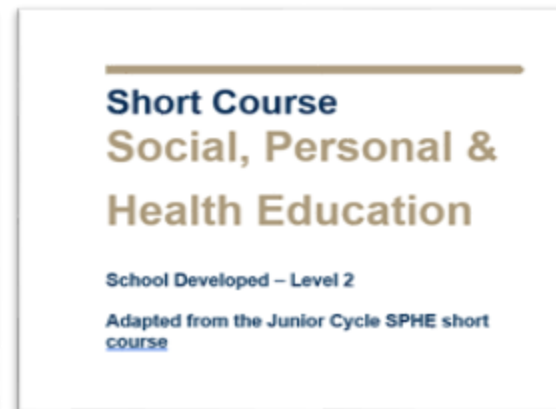 Short Course
Social, Personal &
Health Education
School Developed – Level 2
Adapted from the Junior Cycle SPHE short
course